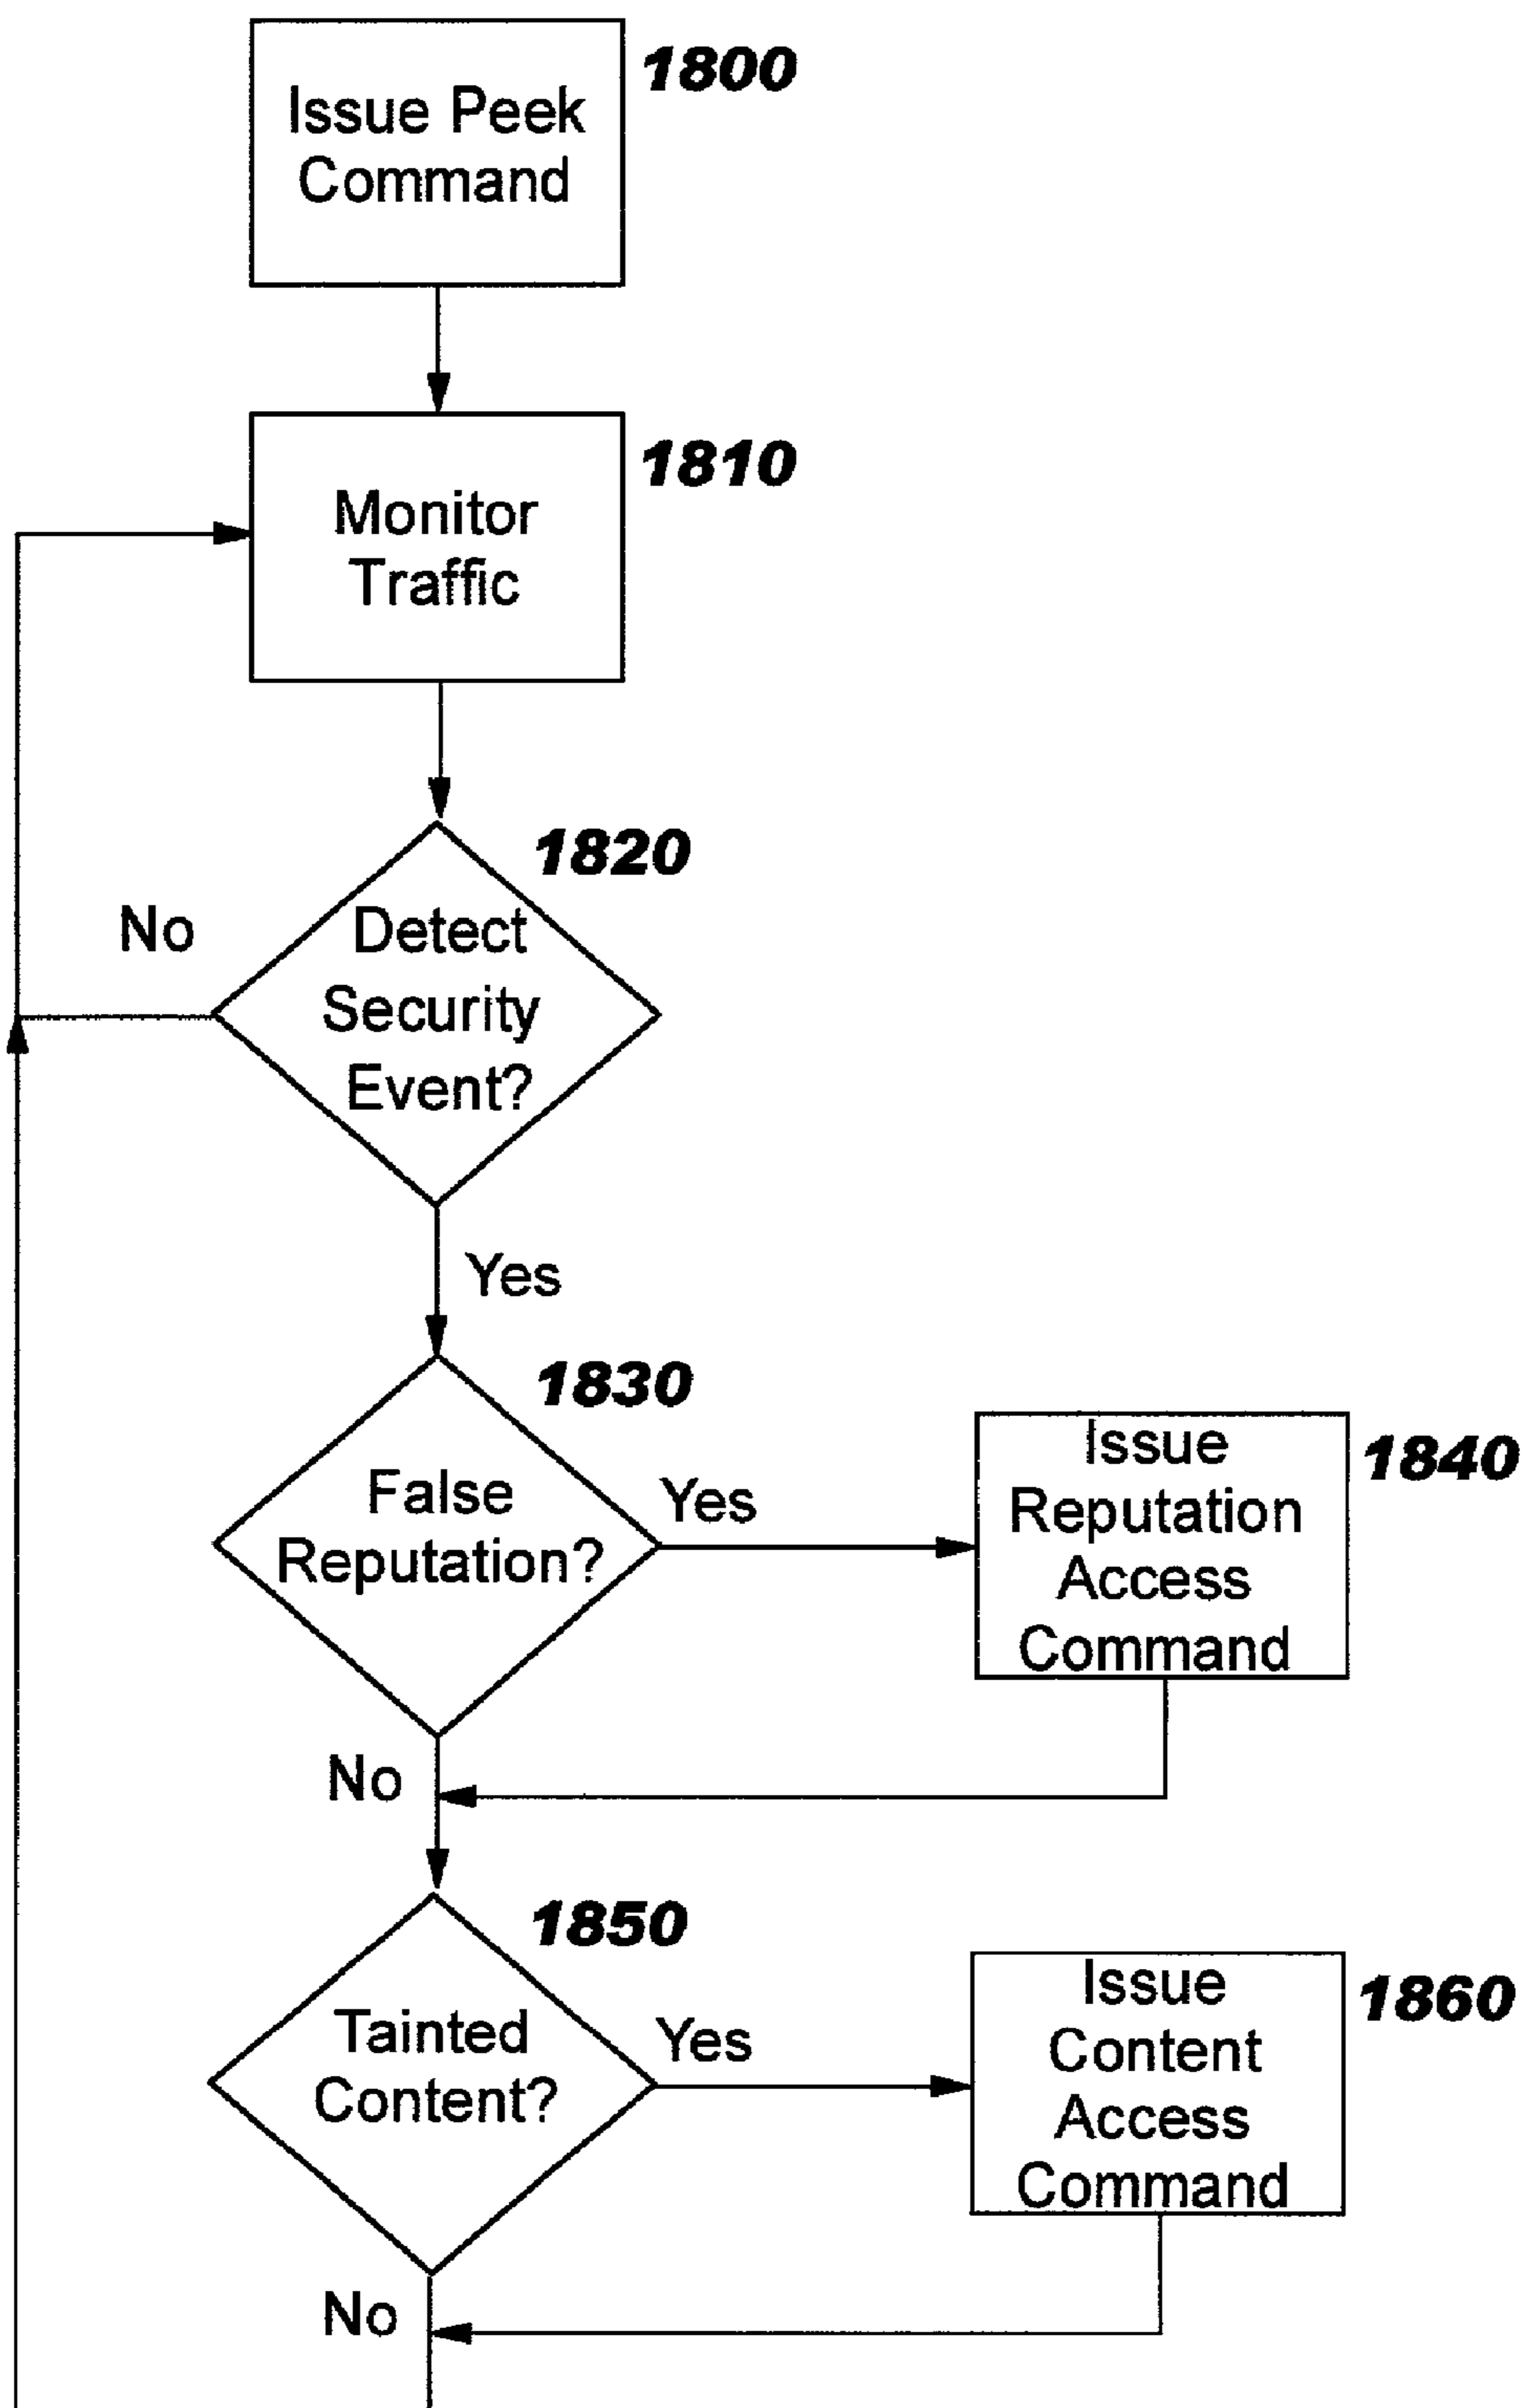 Issue Peek
Command
1800
Monitor
Traffic
1810
1820
Detect
Security
Event?
No
Yes
1830
False
Reputation?
Yes
Issue
Reputation
Access
Command
1840
No
1850
Tainted
Content?
Yes
Issue
Content
Access
Command
1860
No